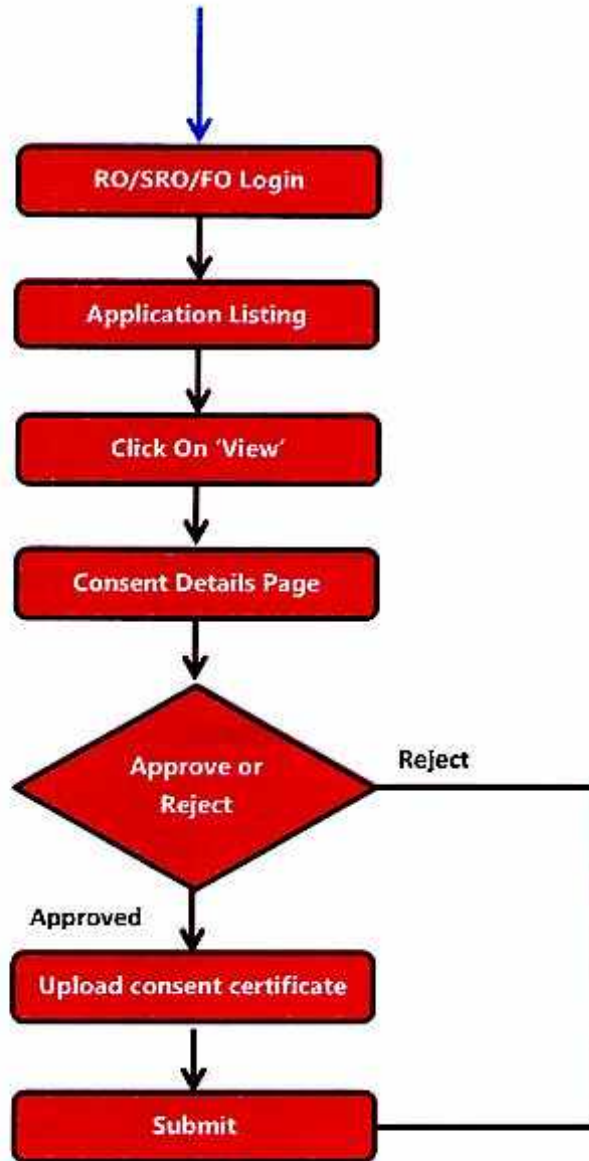 RO/SRO/FO Login
Application Listing
Click On ‘View’
Consent Details Page
Approve or
Reject
Reject
Approved
Upload consent certificate
Submit